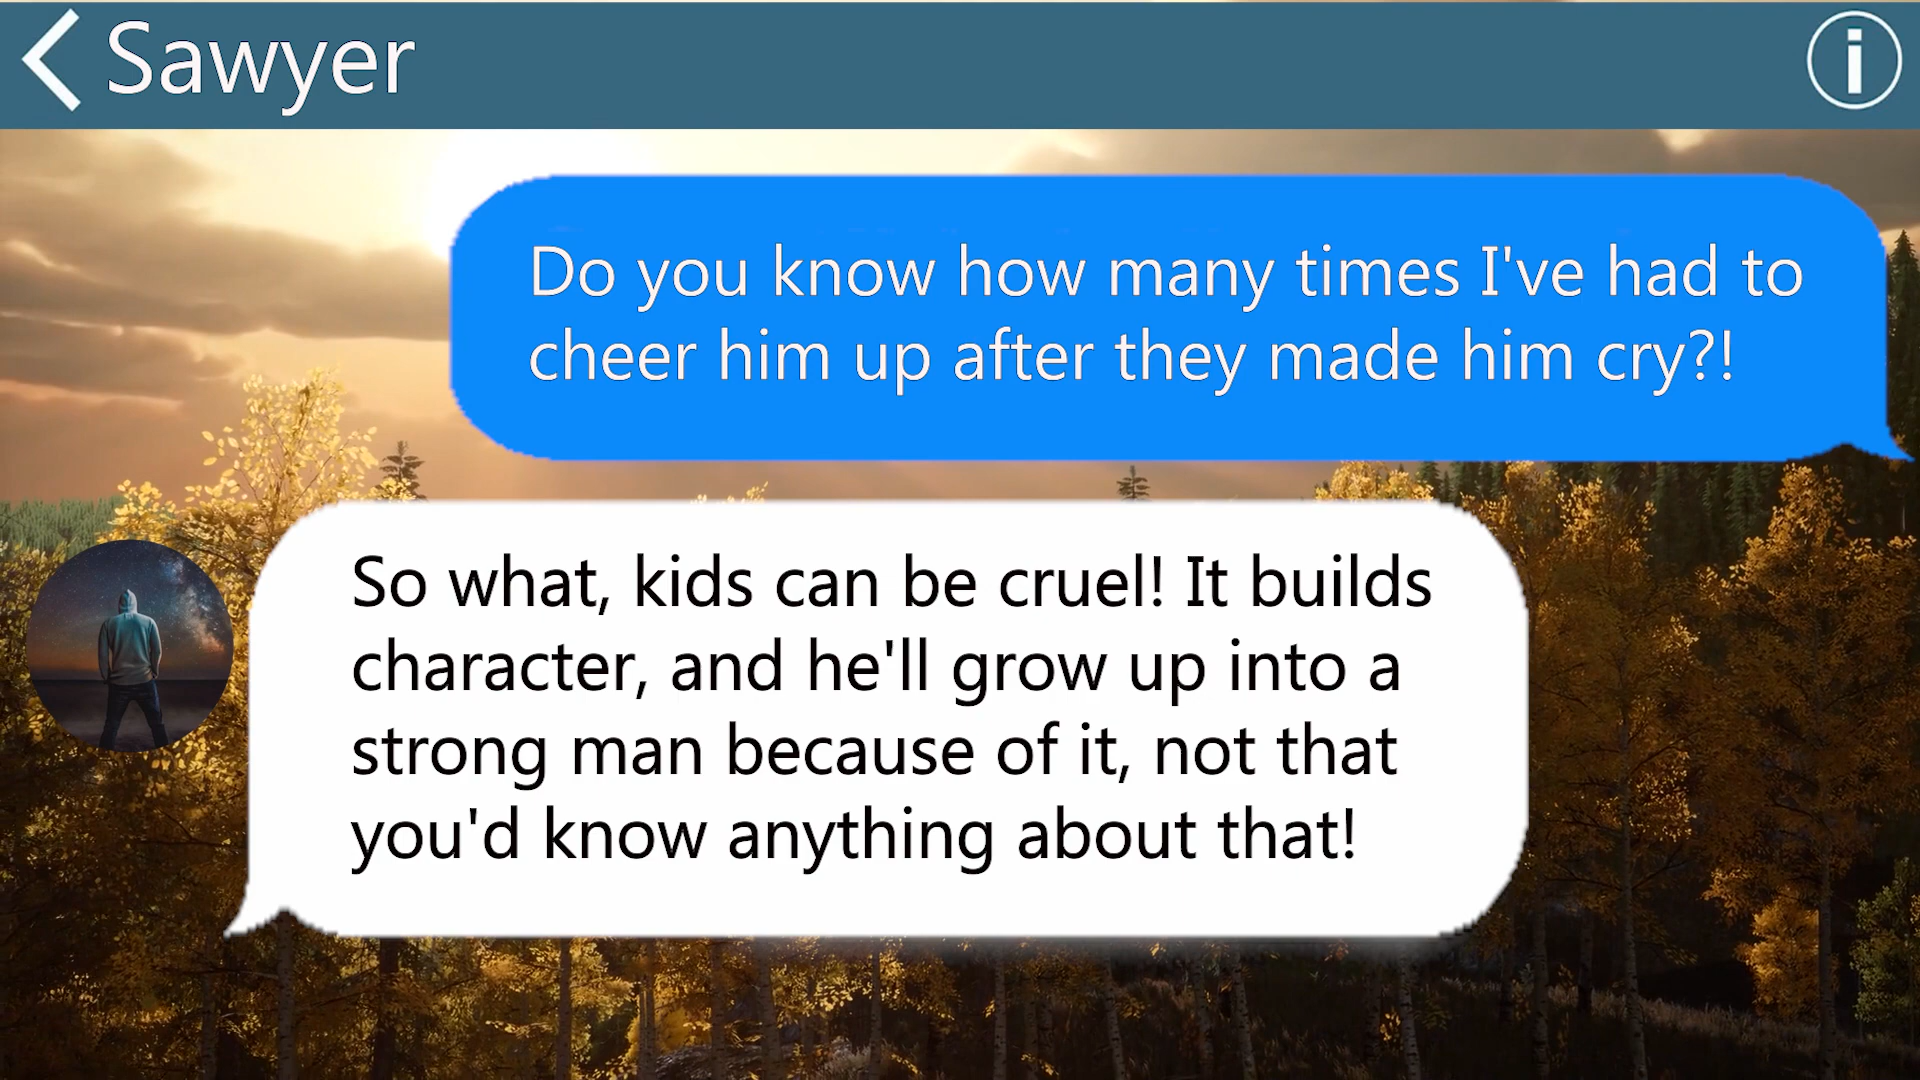 Sawyer
Do you know how many times I've had to
cheer him up after they made him cry?!
So what, kids can be cruel! It builds
character, and he'll grow up into a
strong man because of it, not that
you'd know anything about that!